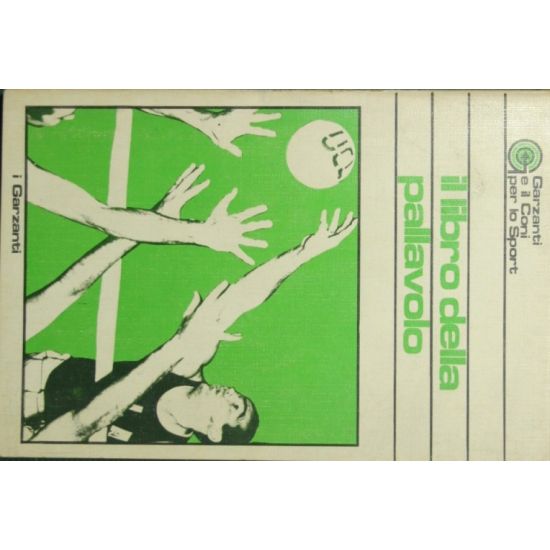 Garzanti
e il Coni
per lo Sport
il libro della
pallavolo
i Garzanti